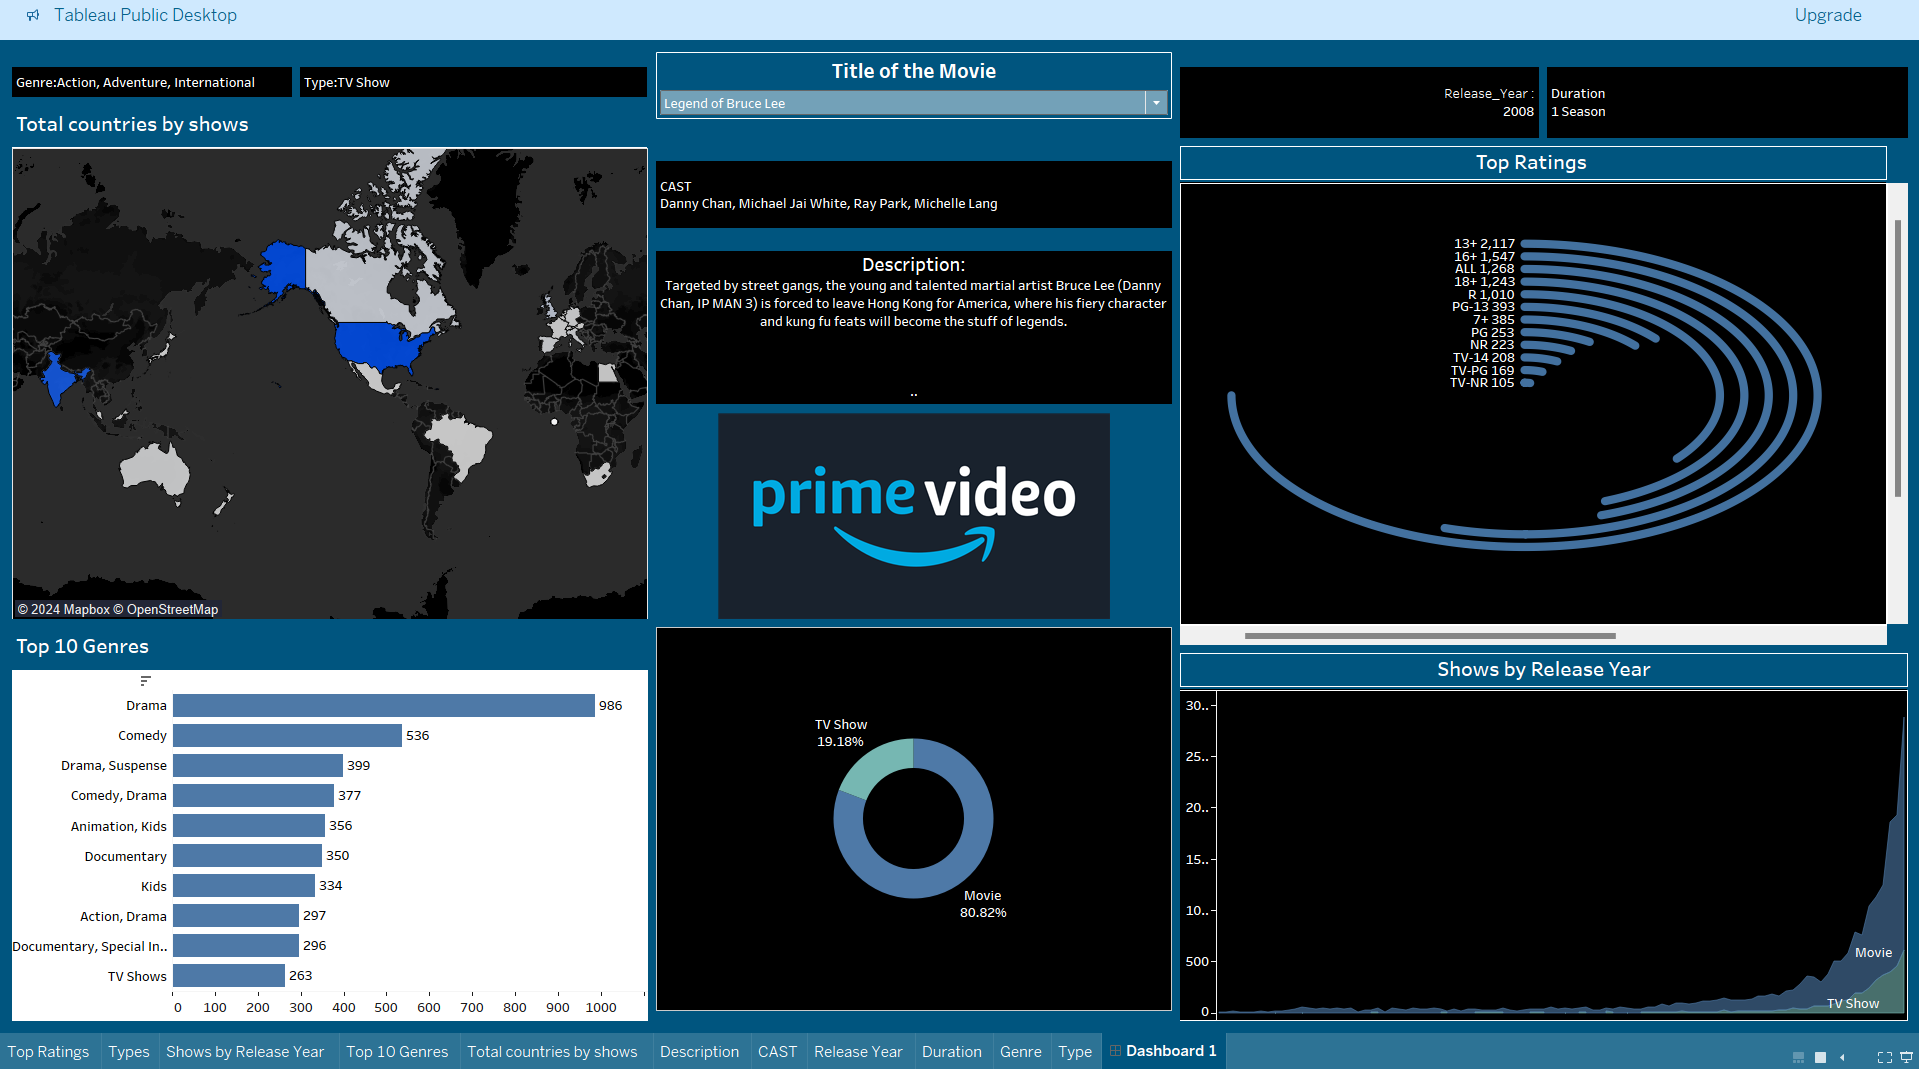 Tableau Public Desktop
Upgrade
Genre:Action, Adventure, International
Type:TV Show
Title of the Movie
Legend of Bruce Lee
Release_Year :
2008
Duration
1 Season
Total countries by shows
© 2024 Mapbox © OpenStreetMap
CAST
Danny Chan, Michael Jai White, Ray Park, Michelle Lang
Description:
Targeted by street gangs, the young and talented martial artist Bruce Lee (Danny
Chan, IP MAN 3) is forced to leave Hong Kong for America, where his fiery character
and kung fu feats will become the stuff of legends.
..
prime video
Top Ratings
13+ 2,117
16+ 1,547
ALL 1,268
18+ 1,243
R 1,010
PG-13 393
7+ 385
PG 253
NR 223
TV-14 208
TV-PG 169
TV-NR 105
Top 10 Genres
Drama 986
Comedy 536
Drama, Suspense 399
Comedy, Drama 377
Animation, Kids 356
Documentary 350
Kids 334
Action, Drama 297
Documentary, Special In.. 296
TV Shows 263
0 100 200 300 400 500 600 700 800 900 1000
TV Show
19.18%
Movie
80.82%
Shows by Release Year
30..
25..
20..
15..
10..
500
0
Movie
TV Show
Top Ratings Types Shows by Release Year Top 10 Genres Total countries by shows Description CAST Release Year Duration Genre Type Dashboard 1